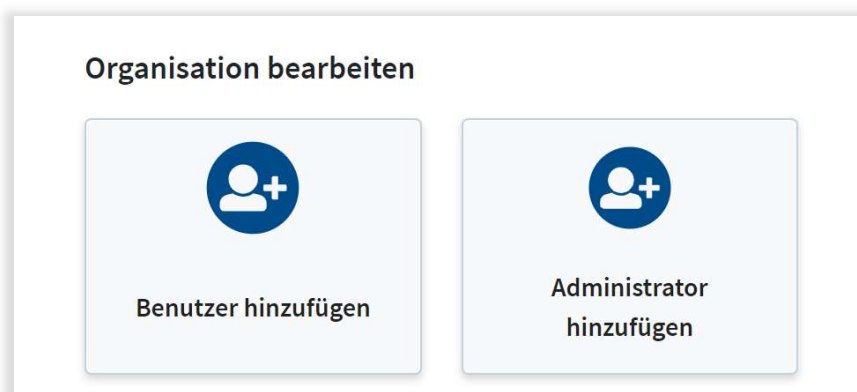 Organisation bearbeiten
Benutzer hinzufügen
Administrator
hinzufügen